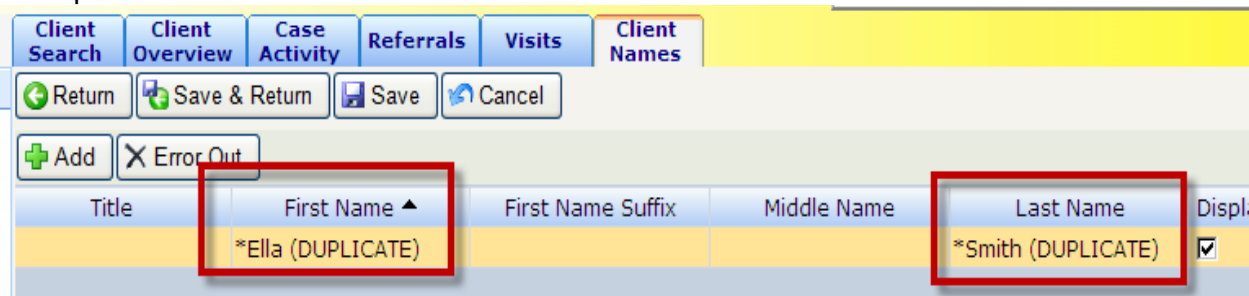 Client Search Client Overview Case Activity Referrals Visits Client Names
Return Save & Return Save Cancel
Add Error Out
Title First Name First Name Suffix Middle Name Last Name
*Ella (DUPLICATE) *Smith (DUPLICATE)